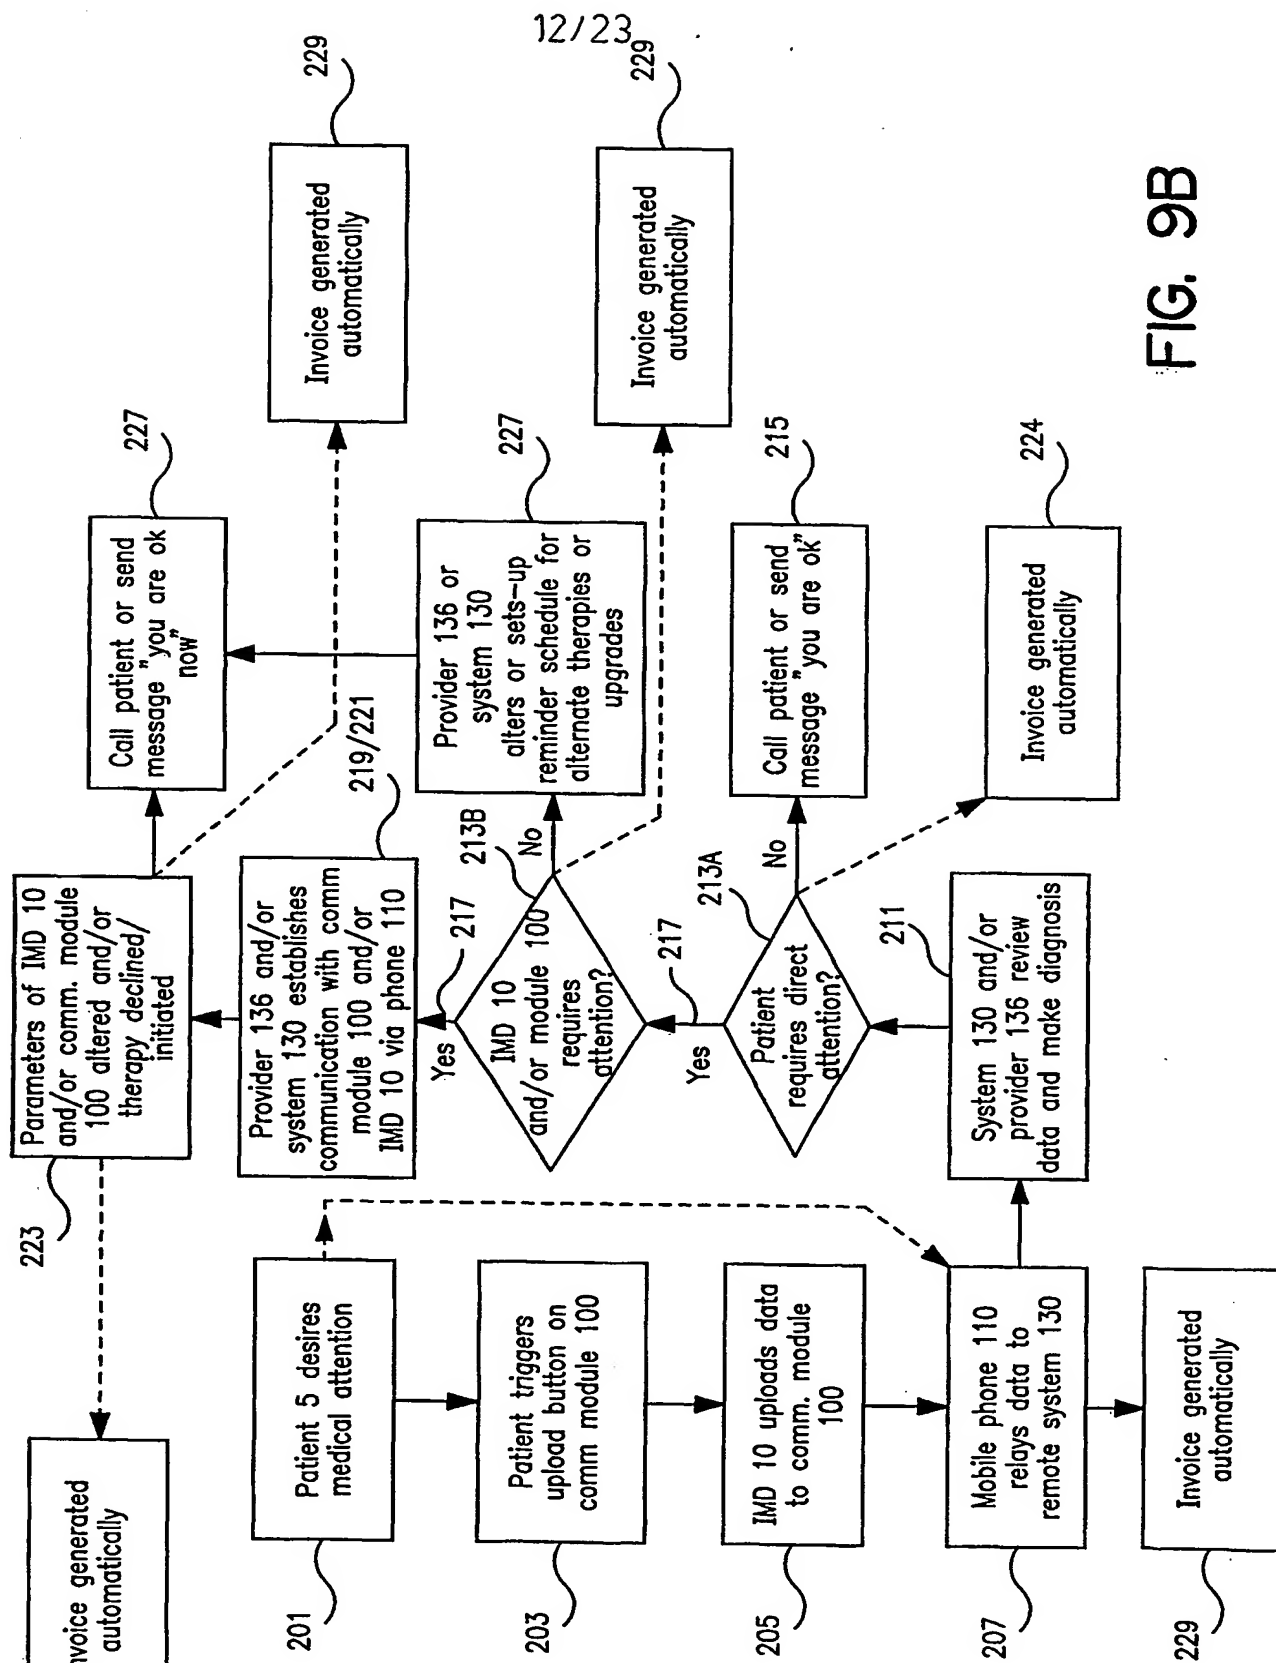 12/23
Invoice generated
automatically
Parameters of IMD 10
and/or comm. module
100 altered and/or
therapy declined/
initiated
223
Call patient or send
message "you are ok
now"
227
Invoice generated
automatically
229
Patient 5 desires
medical attention
201
Provider 136 and/or
system 130 establishes
communication with comm
module 100 and/or
IMD 10 via phone 110
219/221
Yes
217
Patient triggers
upload button on
comm module 100
203
IMD 10
and/or module 100
requires
attention?
213B
No
Provider 136 or
system 130
alters or sets-up
reminder schedule for
alternate therapies or
upgrades
227
Invoice generated
automatically
229
Yes
217
IMD 10 uploads data
to comm. module
100
205
Patient
requires direct
attention?
213A
No
Call patient or send
message "you are ok"
215
Mobile phone 110
relays data to
remote system 130
207
System 130 and/or
provider 136 review
data and make diagnosis
211
Invoice generated
automatically
224
Invoice generated
automatically
229
FIG. 9B